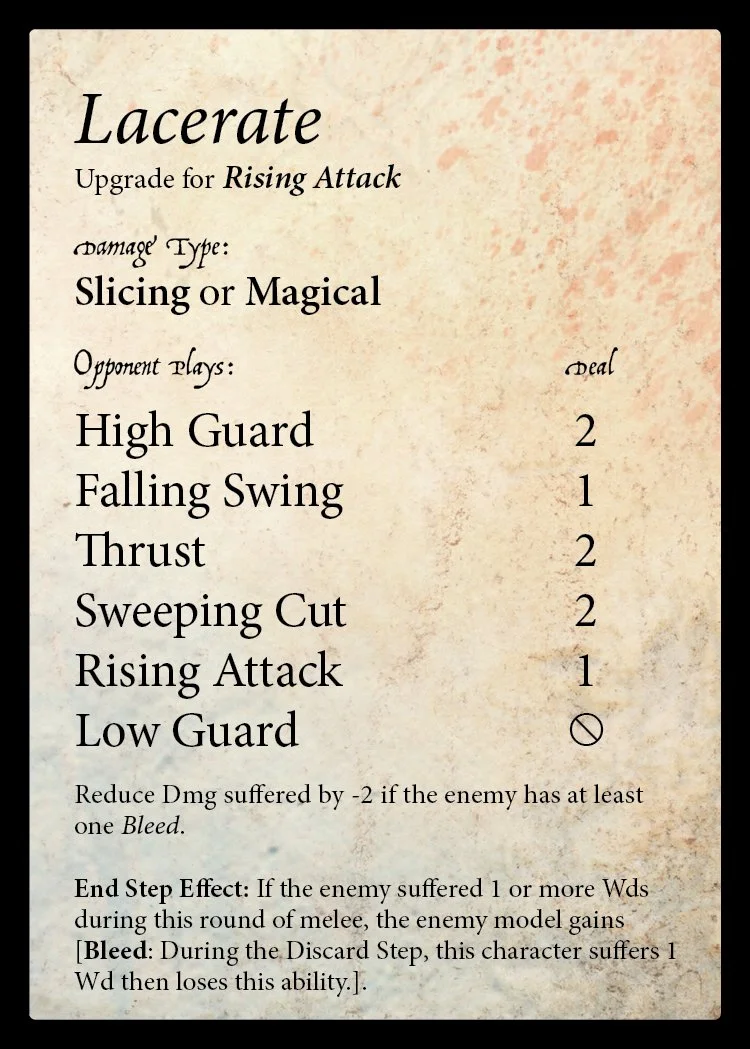 Lacerate
Upgrade for Rising Attack
Damage Type:
Slicing or Magical
Opponent Plays: Deal
High Guard 2
Falling Swing 1
Thrust 2
Sweeping Cut 2
Rising Attack 1
Low Guard
Reduce Dmg suffered by -2 if the enemy has at least
one Bleed.
End Step Effect: If the enemy suffered 1 or more Wds
during this round of melee, the enemy model gains
[Bleed: During the Discard Step, this character suffers 1
Wd then loses this ability.].